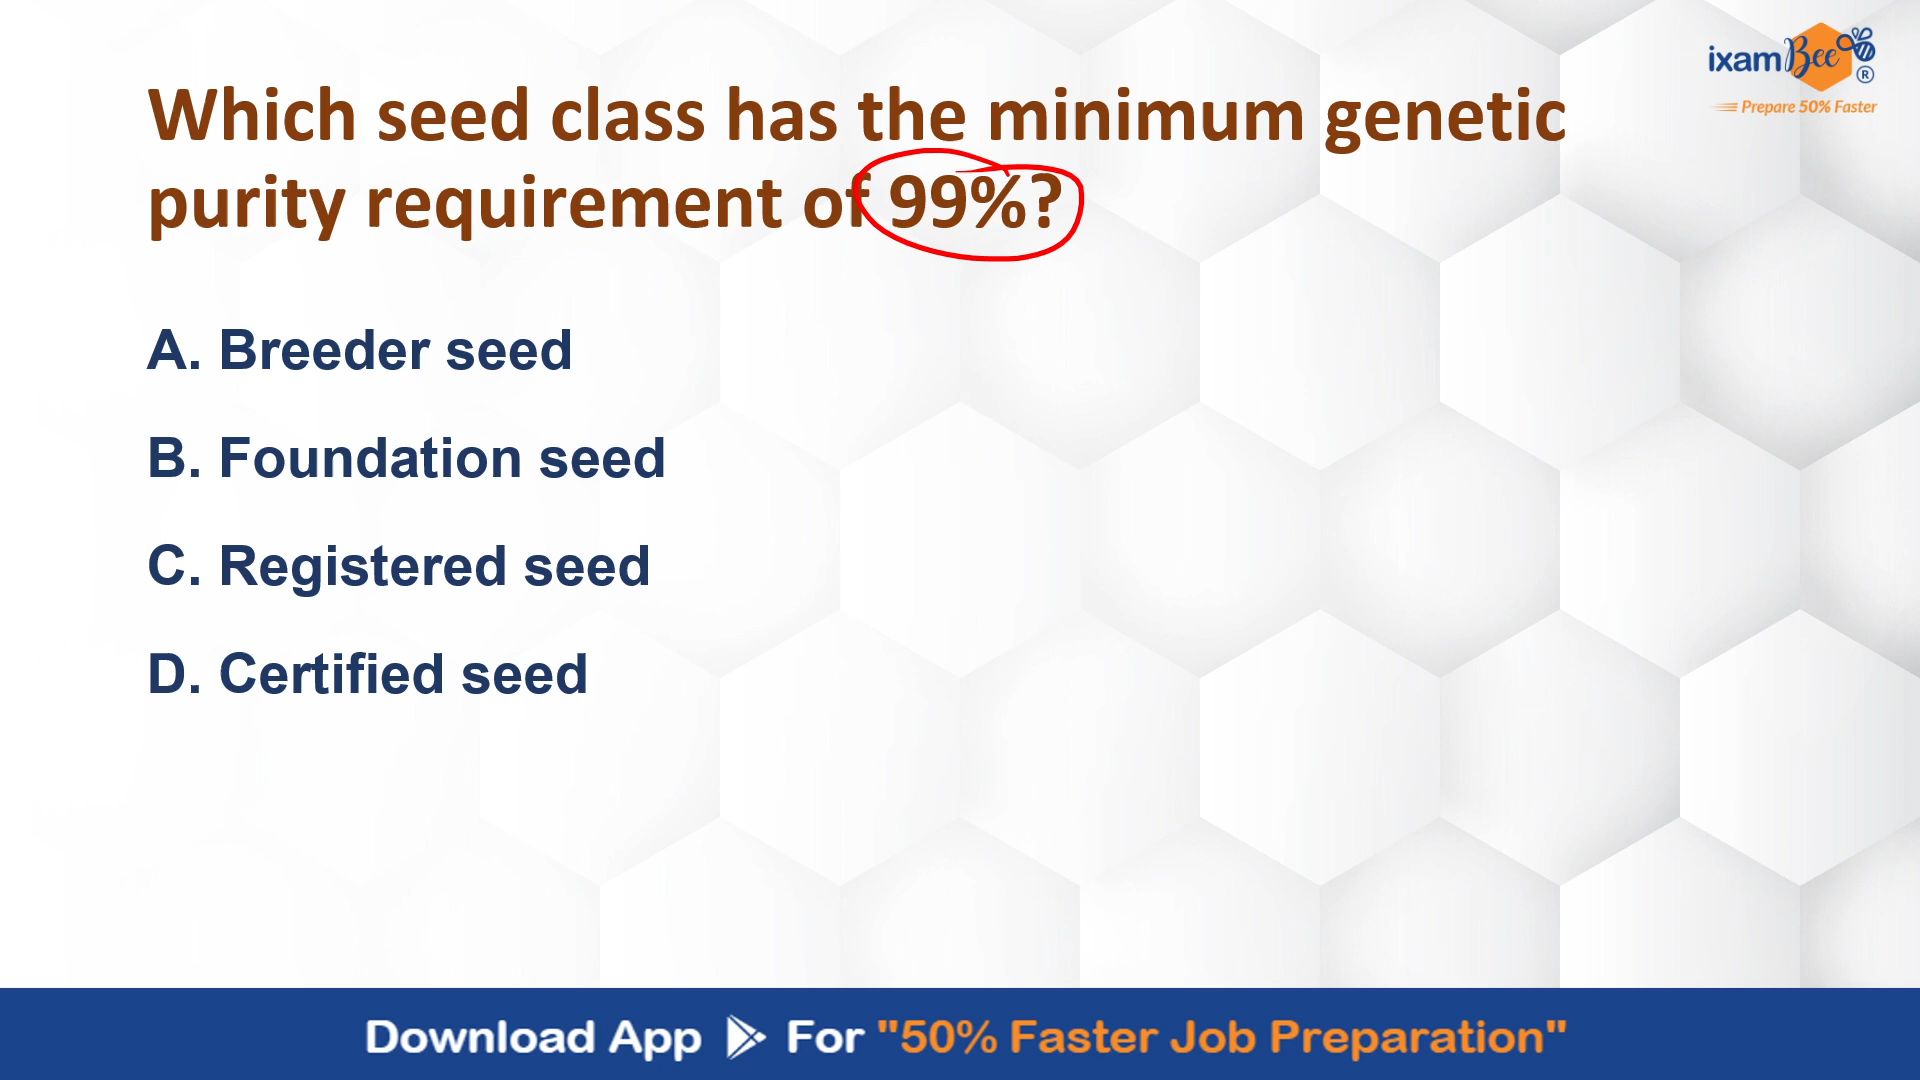 ixamBee®
Prepare 50% Faster
Which seed class has the minimum genetic
purity requirement of 99%?
A. Breeder seed
B. Foundation seed
C. Registered seed
D. Certified seed
Download App For "50% Faster Job Preparation"